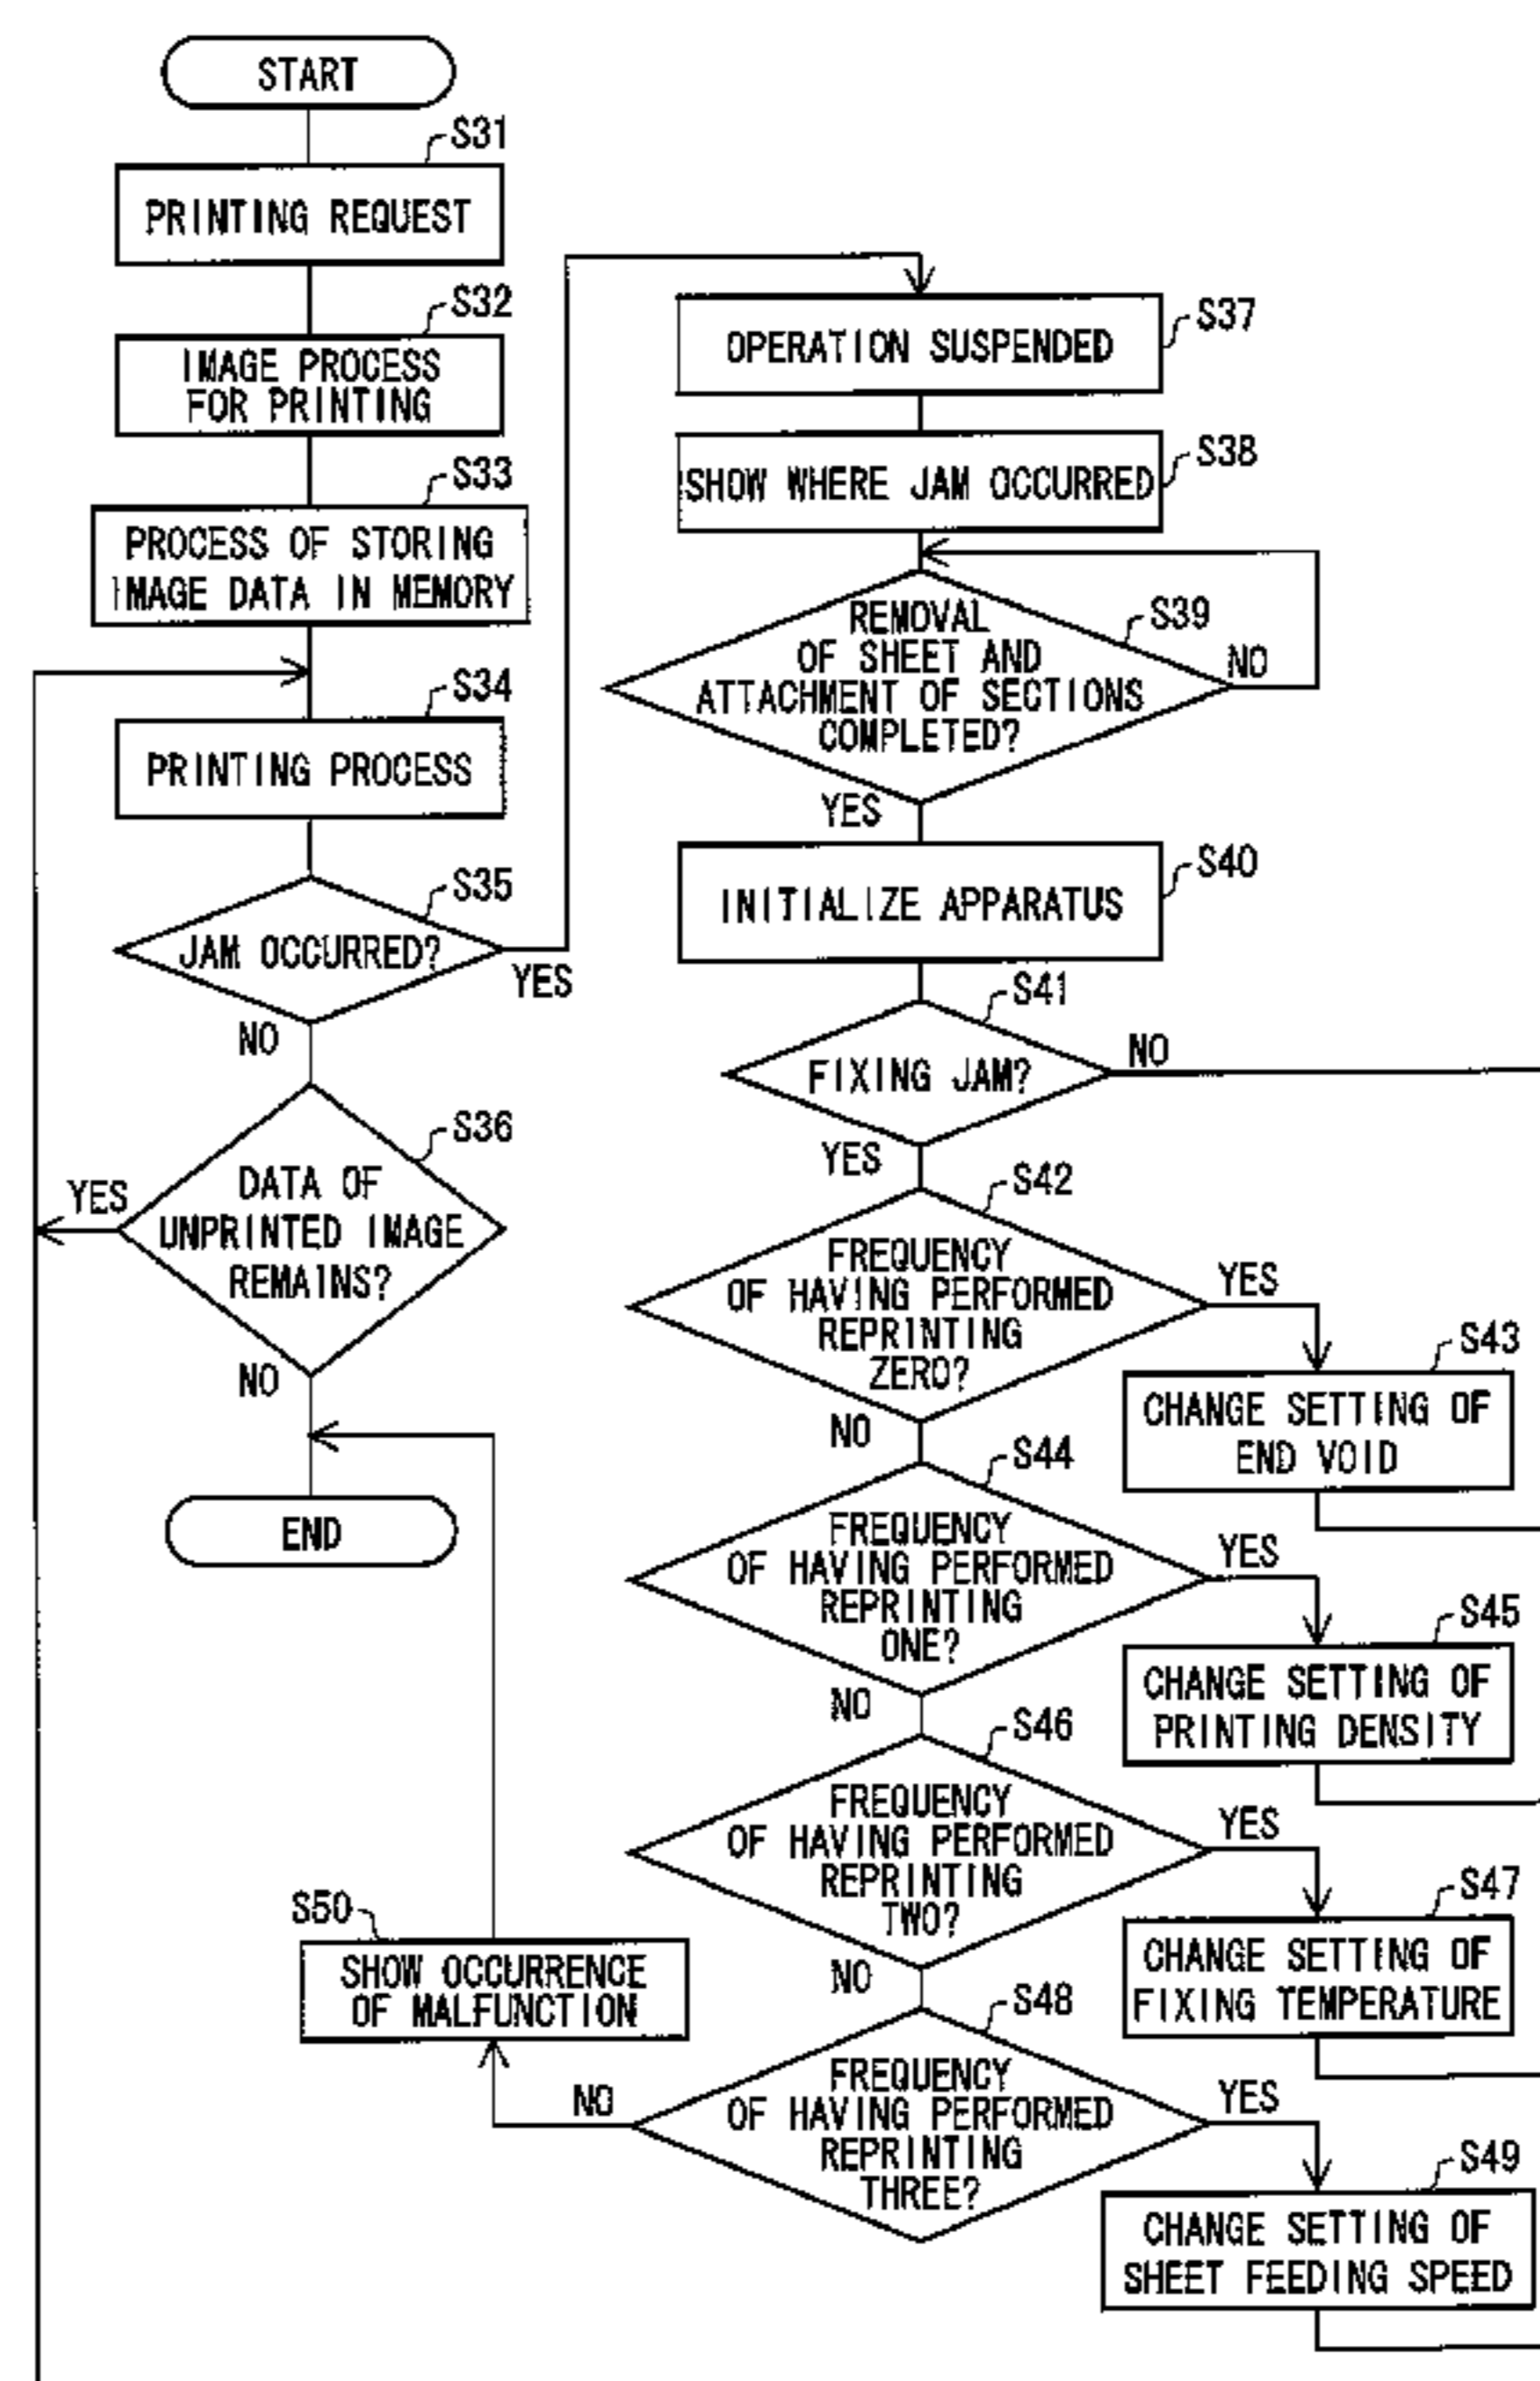 START
S31
PRINTING REQUEST
S32
IMAGE PROCESS
FOR PRINTING
S33
PROCESS OF STORING
IMAGE DATA IN MEMORY
S34
PRINTING PROCESS
S35
JAM OCCURRED?
YES
NO
S36
DATA OF
UNPRINTED IMAGE
REMAINS?
YES
NO
END
S37
OPERATION SUSPENDED
S38
SHOW WHERE JAM OCCURRED
S39
REMOVAL
OF SHEET AND
ATTACHMENT OF SECTIONS
COMPLETED?
NO
YES
S40
INITIALIZE APPARATUS
S41
FIXING JAM?
NO
YES
S42
FREQUENCY
OF HAVING PERFORMED
REPRINTING
ZERO?
YES
NO
S43
CHANGE SETTING OF
END VOID
S44
FREQUENCY
OF HAVING PERFORMED
REPRINTING
ONE?
YES
NO
S45
CHANGE SETTING OF
PRINTING DENSITY
S46
FREQUENCY
OF HAVING PERFORMED
REPRINTING
TWO?
YES
NO
S47
CHANGE SETTING OF
FIXING TEMPERATURE
S48
FREQUENCY
OF HAVING PERFORMED
REPRINTING
THREE?
YES
NO
S49
CHANGE SETTING OF
SHEET FEEDING SPEED
S50
SHOW OCCURRENCE
OF MALFUNCTION